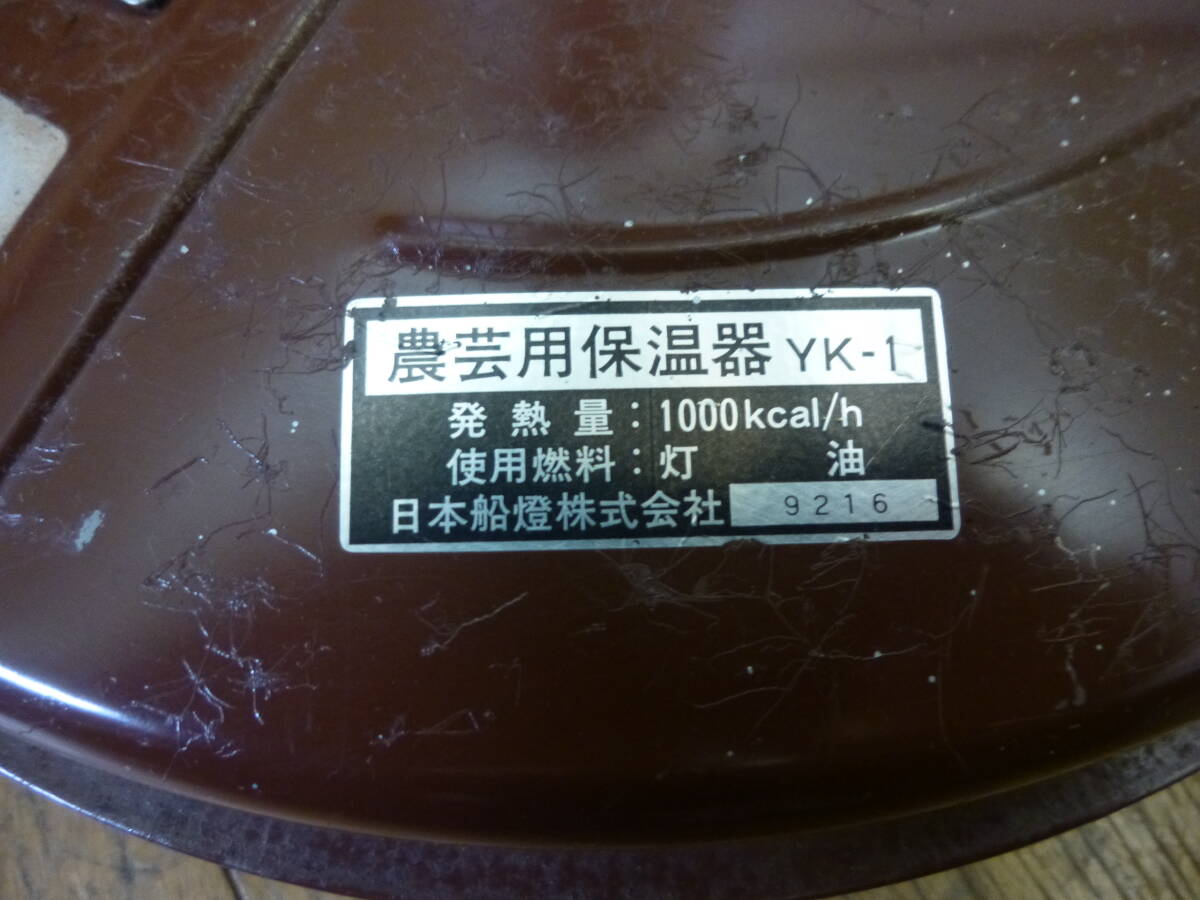 農芸用保温器 YK-1
発熱量：1000kcal/h
使用燃料：灯油
日本船燈株式会社 9216